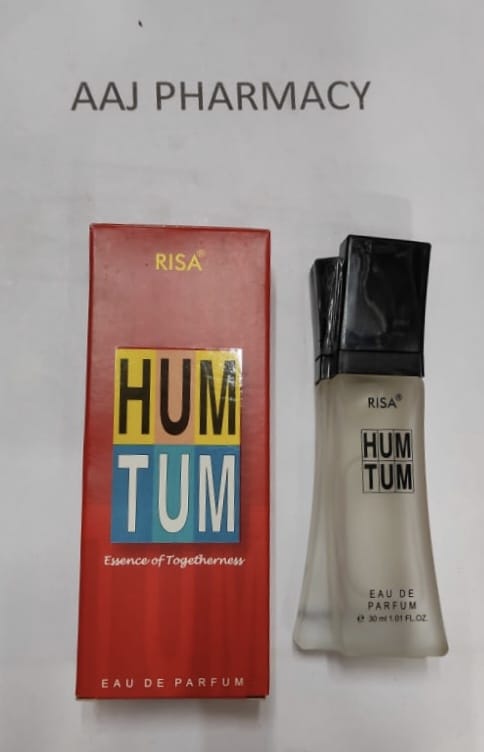 AAJ PHARMACY
RISA®
HUM
TUM
Essence of Togetherness
EAU DE PARFUM
RISA®
HUM
TUM
EAU DE
PARFUM
℮ 30 ml 1.01 FL.OZ.